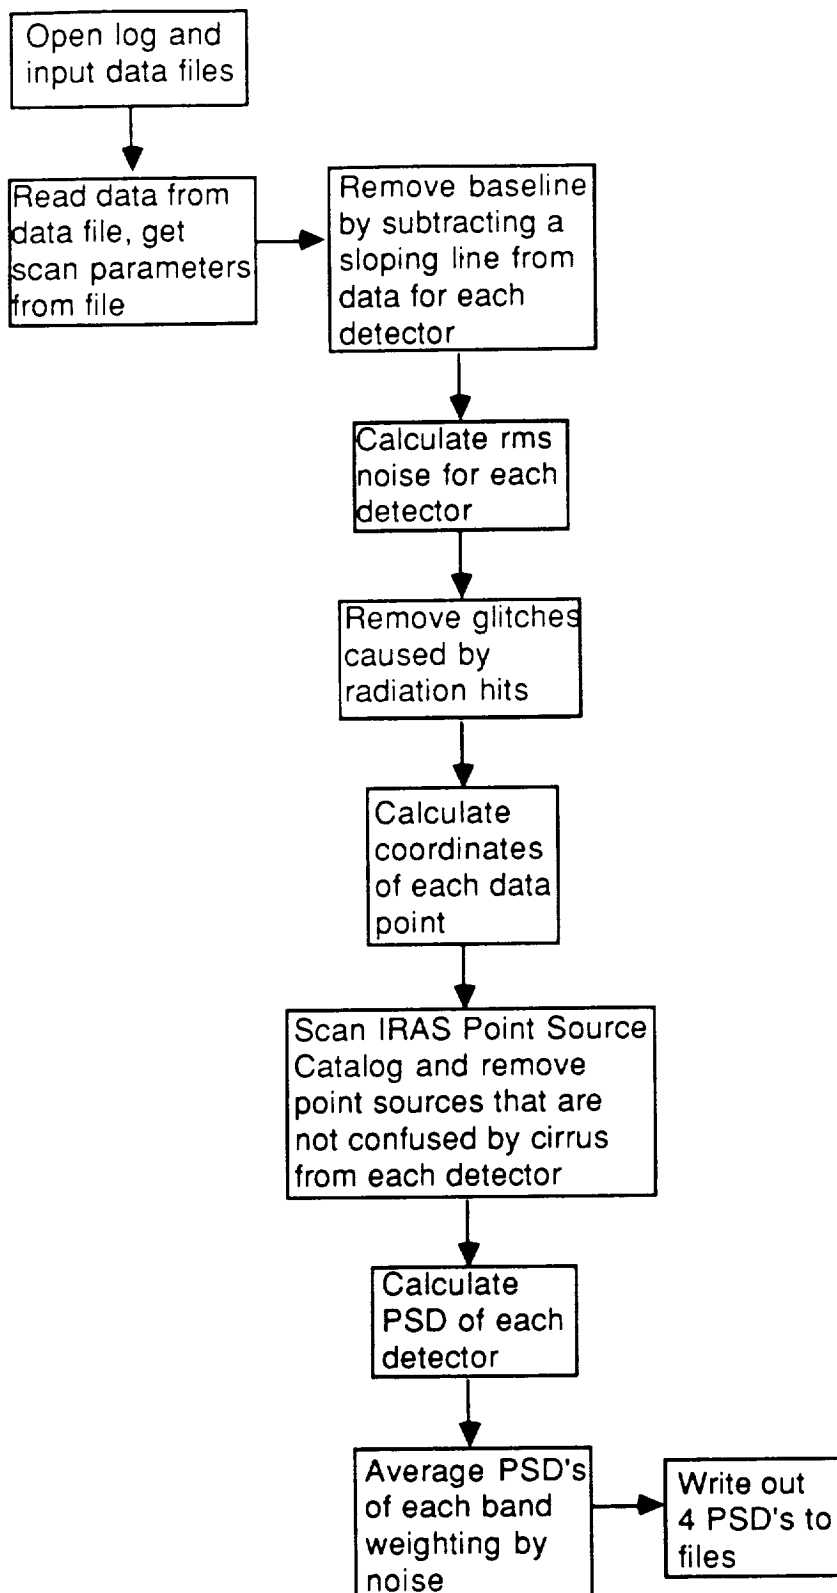 Open log and
input data files
Read data from
data file, get
scan parameters
from file
Remove baseline
by subtracting a
sloping line from
data for each
detector
Calculate rms
noise for each
detector
Remove glitches
caused by
radiation hits
Calculate
coordinates
of each data
point
Scan IRAS Point Source
Catalog and remove
point sources that are
not confused by cirrus
from each detector
Calculate
PSD of each
detector
Average PSD's
of each band
weighting by
noise
Write out
4 PSD's to
files